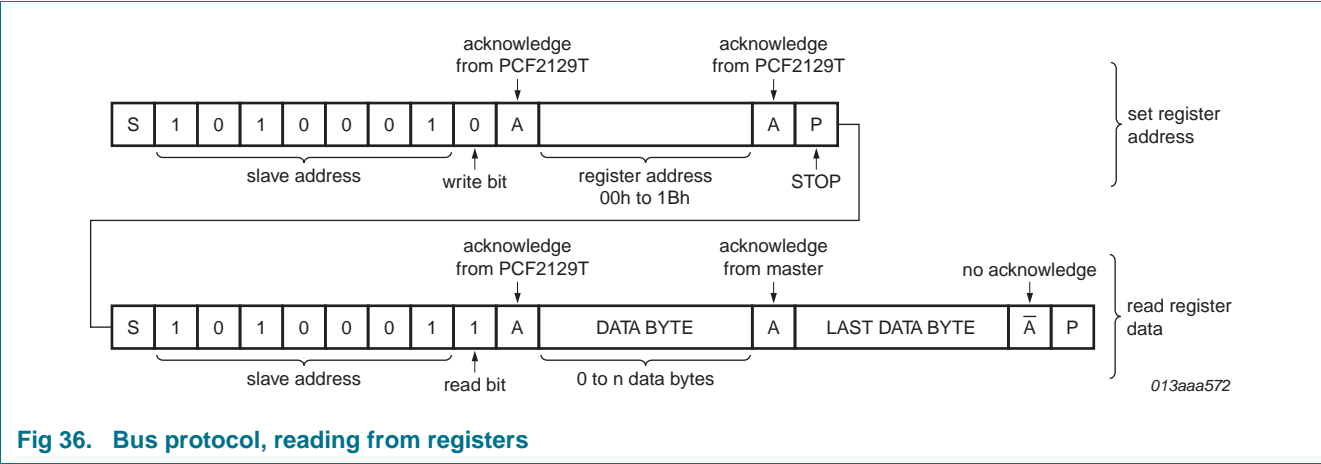 acknowledge
from PCF2129T
acknowledge
from PCF2129T
S 1 0 1 0 0 0 1 0 A A P
set register
address
slave address
write bit
register address
00h to 1Bh
STOP
acknowledge
from PCF2129T
acknowledge
from master
no acknowledge
S 1 0 1 0 0 0 1 1 A DATA BYTE A LAST DATA BYTE A̅ P
read register
data
slave address
read bit
0 to n data bytes
013aaa572
Fig 36. Bus protocol, reading from registers